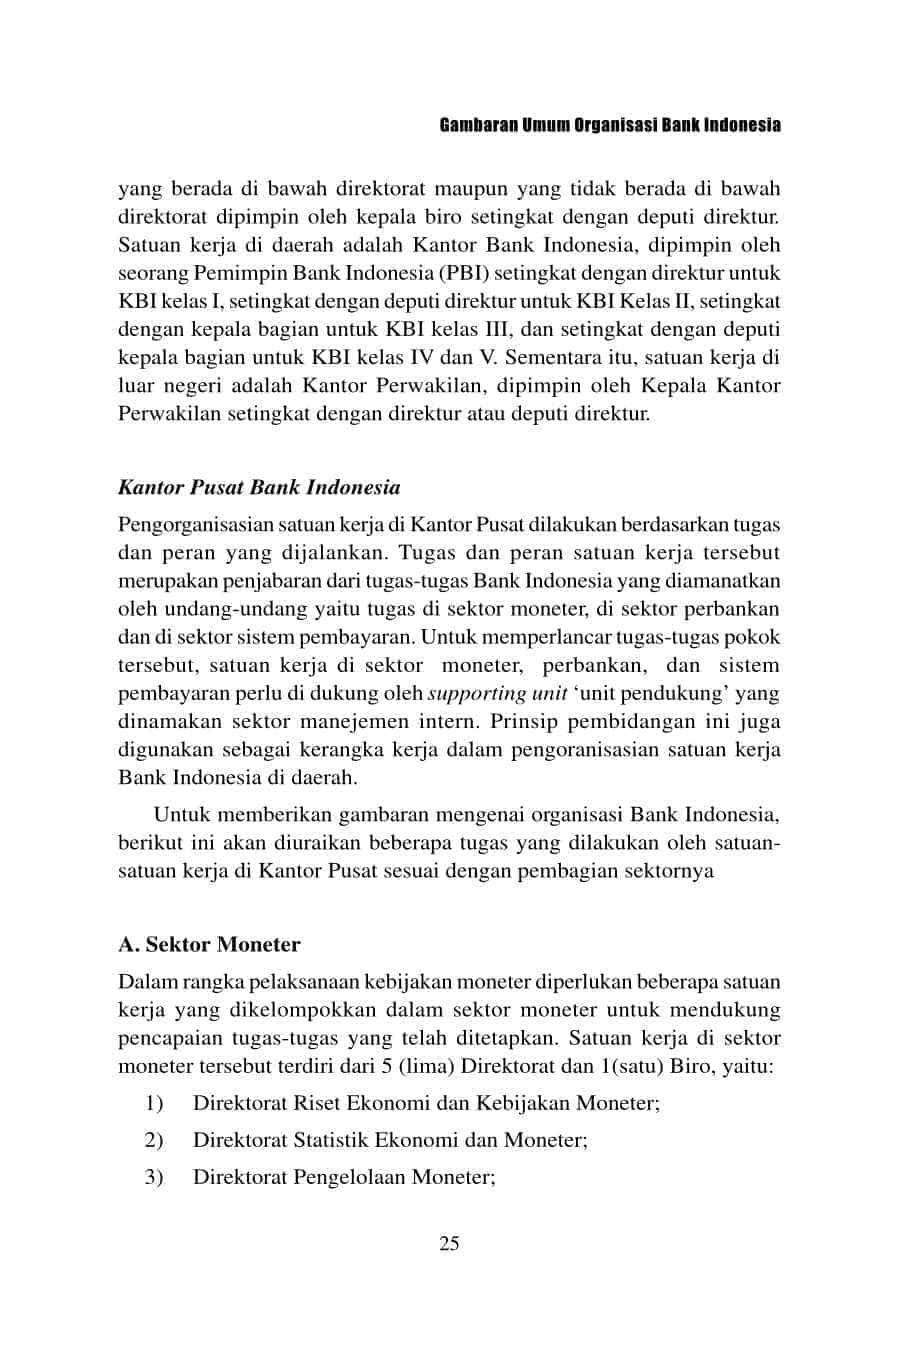 Gambaran Umum Organisasi Bank Indonesia
yang berada di bawah direktorat maupun yang tidak berada di bawah
direktorat dipimpin oleh kepala biro setingkat dengan deputi direktur.
Satuan kerja di daerah adalah Kantor Bank Indonesia, dipimpin oleh
seorang Pemimpin Bank Indonesia (PBI) setingkat dengan direktur untuk
KBI kelas I, setingkat dengan deputi direktur untuk KBI Kelas II, setingkat
dengan kepala bagian untuk KBI kelas III, dan setingkat dengan deputi
kepala bagian untuk KBI kelas IV dan V. Sementara itu, satuan kerja di
luar negeri adalah Kantor Perwakilan, dipimpin oleh Kepala Kantor
Perwakilan setingkat dengan direktur atau deputi direktur.
Kantor Pusat Bank Indonesia
Pengorganisasian satuan kerja di Kantor Pusat dilakukan berdasarkan tugas
dan peran yang dijalankan. Tugas dan peran satuan kerja tersebut
merupakan penjabaran dari tugas-tugas Bank Indonesia yang diamanatkan
oleh undang-undang yaitu tugas di sektor moneter, di sektor perbankan
dan di sektor sistem pembayaran. Untuk memperlancar tugas-tugas pokok
tersebut, satuan kerja di sektor moneter, perbankan, dan sistem
pembayaran perlu di dukung oleh supporting unit ‘unit pendukung’ yang
dinamakan sektor manejemen intern. Prinsip pembidangan ini juga
digunakan sebagai kerangka kerja dalam pengoranisasian satuan kerja
Bank Indonesia di daerah.
Untuk memberikan gambaran mengenai organisasi Bank Indonesia,
berikut ini akan diuraikan beberapa tugas yang dilakukan oleh satuan-
satuan kerja di Kantor Pusat sesuai dengan pembagian sektornya
A. Sektor Moneter
Dalam rangka pelaksanaan kebijakan moneter diperlukan beberapa satuan
kerja yang dikelompokkan dalam sektor moneter untuk mendukung
pencapaian tugas-tugas yang telah ditetapkan. Satuan kerja di sektor
moneter tersebut terdiri dari 5 (lima) Direktorat dan 1(satu) Biro, yaitu:
1) Direktorat Riset Ekonomi dan Kebijakan Moneter;
2) Direktorat Statistik Ekonomi dan Moneter;
3) Direktorat Pengelolaan Moneter;
25